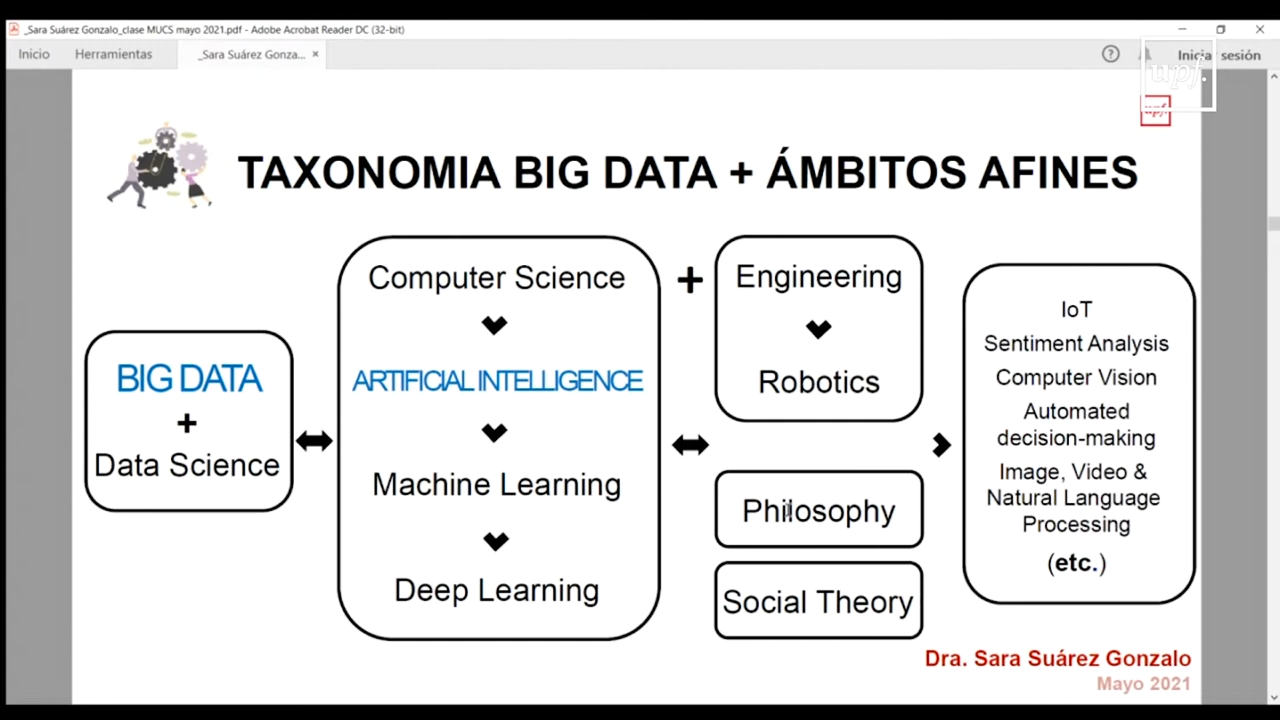 _Sara Suárez Gonzalo_clase MUCS mayo 2021.pdf - Adobe Acrobat Reader DC (32-bit)
Inicio
Herramientas
_Sara Suárez Gonza...
Iniciar sesión
upf.
upf.
TAXONOMIA BIG DATA + ÁMBITOS AFINES
BIG DATA
+
Data Science
Computer Science
ARTIFICIAL INTELLIGENCE
Machine Learning
Deep Learning
+
Engineering
Robotics
Philosophy
Social Theory
IoT
Sentiment Analysis
Computer Vision
Automated
decision-making
Image, Video &
Natural Language
Processing
(etc.)
Dra. Sara Suárez Gonzalo
Mayo 2021